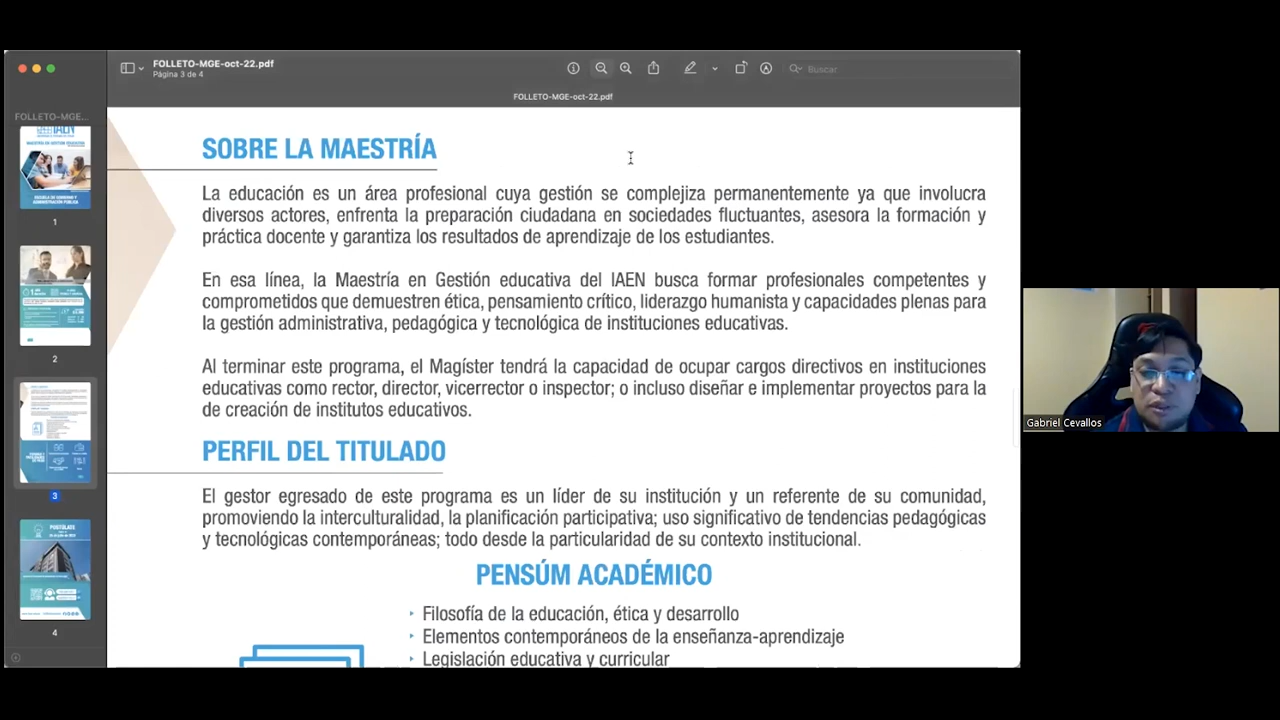 FOLLETO-MGE-oct-22.pdf
Página 3 de 4
Buscar
FOLLETO-MGE-oct-22.pdf
FOLLETO-MGE...
IAEN
1
2
3
POSTÚLATE
4
SOBRE LA MAESTRÍA
La educación es un área profesional cuya gestión se complejiza permanentemente ya que involucra
diversos actores, enfrenta la preparación ciudadana en sociedades fluctuantes, asesora la formación y
práctica docente y garantiza los resultados de aprendizaje de los estudiantes.
En esa línea, la Maestría en Gestión educativa del IAEN busca formar profesionales competentes y
comprometidos que demuestren ética, pensamiento crítico, liderazgo humanista y capacidades plenas para
la gestión administrativa, pedagógica y tecnológica de instituciones educativas.
Al terminar este programa, el Magíster tendrá la capacidad de ocupar cargos directivos en instituciones
educativas como rector, director, vicerrector o inspector; o incluso diseñar e implementar proyectos para la
de creación de institutos educativos.
PERFIL DEL TITULADO
El gestor egresado de este programa es un líder de su institución y un referente de su comunidad,
promoviendo la interculturalidad, la planificación participativa; uso significativo de tendencias pedagógicas
y tecnológicas contemporáneas; todo desde la particularidad de su contexto institucional.
PENSÚM ACADÉMICO
Filosofía de la educación, ética y desarrollo
Elementos contemporáneos de la enseñanza-aprendizaje
Legislación educativa y curricular
Gabriel Cevallos